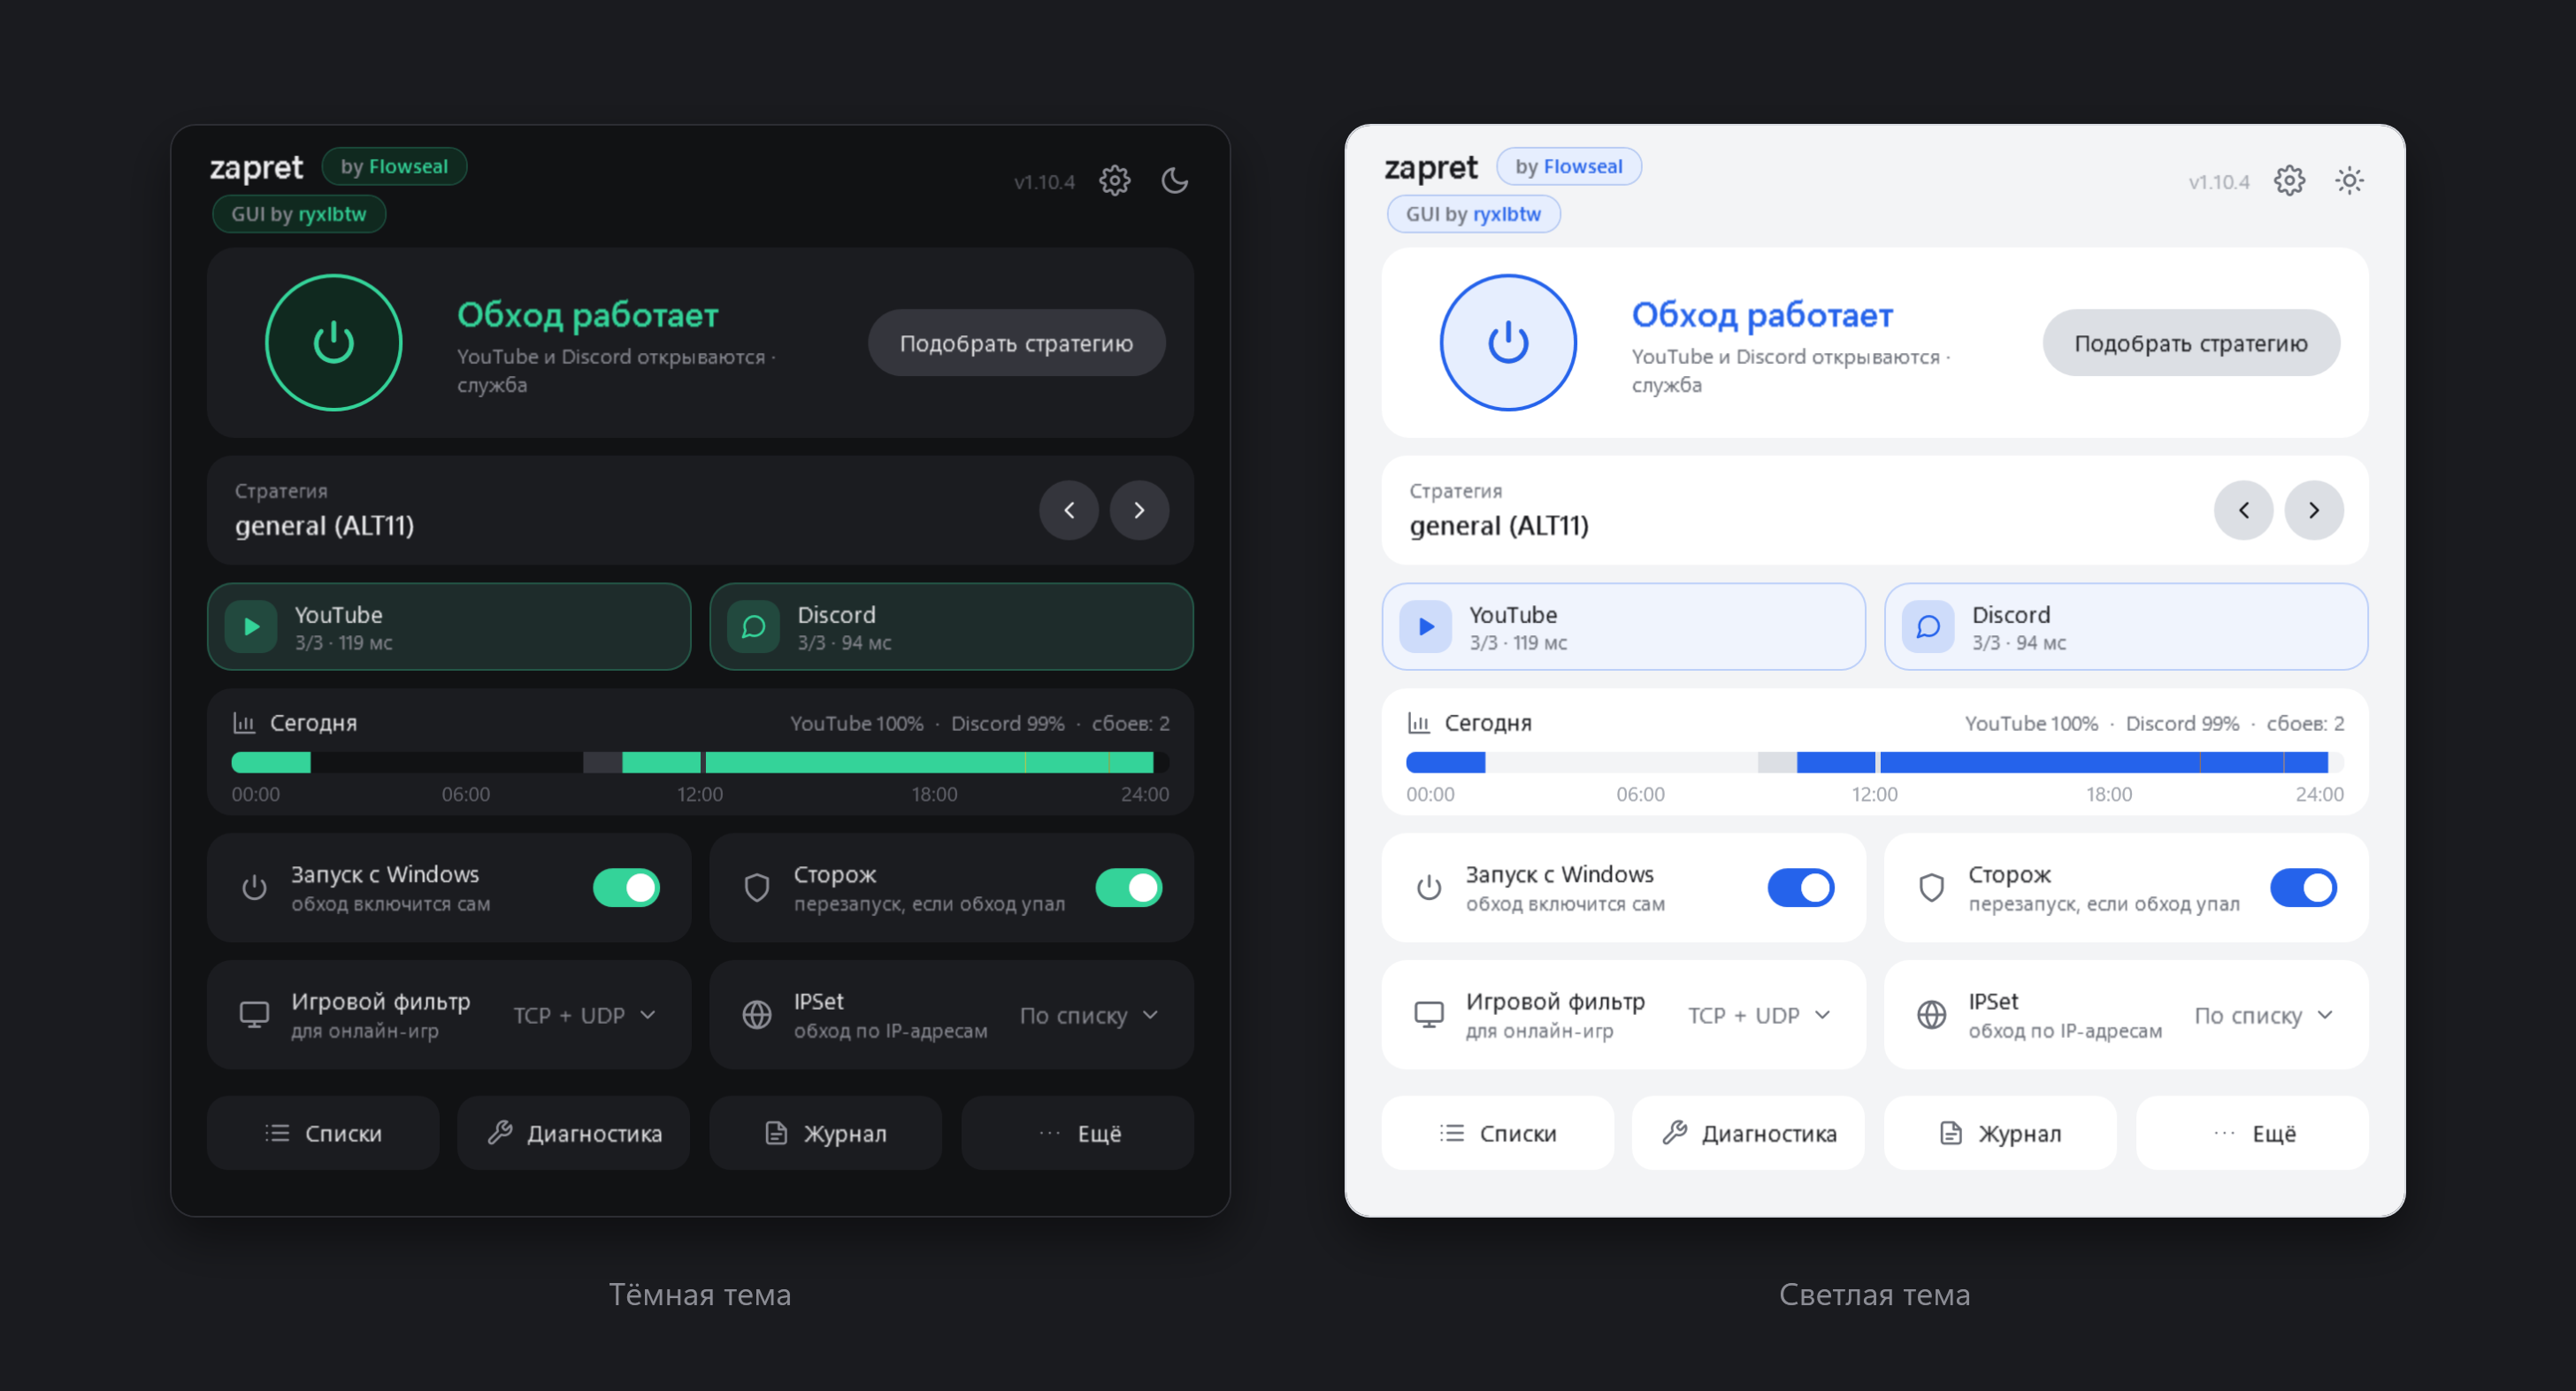 zapret by Flowseal
GUI by ryxlbtw
v1.10.4
Обход работает
YouTube и Discord открываются ·
служба
Подобрать стратегию
Стратегия
general (ALT11)
YouTube
3/3 · 119 мс
Discord
3/3 · 94 мс
Сегодня
YouTube 100% · Discord 99% · сбоев: 2
00:00 06:00 12:00 18:00 24:00
Запуск с Windows
обход включится сам
Сторож
перезапуск, если обход упал
Игровой фильтр
для онлайн-игр
TCP + UDP
IPSet
обход по IP-адресам
По списку
Списки
Диагностика
Журнал
Ещё
Тёмная тема
zapret by Flowseal
GUI by ryxlbtw
v1.10.4
Обход работает
YouTube и Discord открываются ·
служба
Подобрать стратегию
Стратегия
general (ALT11)
YouTube
3/3 · 119 мс
Discord
3/3 · 94 мс
Сегодня
YouTube 100% · Discord 99% · сбоев: 2
00:00 06:00 12:00 18:00 24:00
Запуск с Windows
обход включится сам
Сторож
перезапуск, если обход упал
Игровой фильтр
для онлайн-игр
TCP + UDP
IPSet
обход по IP-адресам
По списку
Списки
Диагностика
Журнал
Ещё
Светлая тема